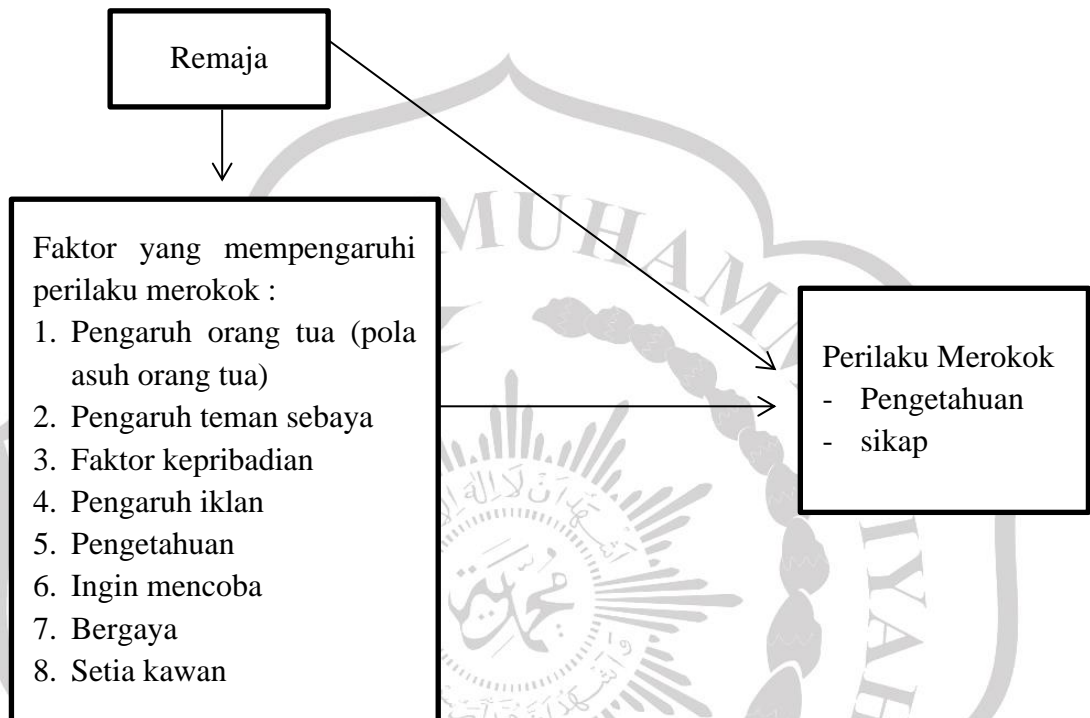 Remaja
Faktor yang mempengaruhi
perilaku merokok :
1. Pengaruh orang tua (pola
asuh orang tua)
2. Pengaruh teman sebaya
3. Faktor kepribadian
4. Pengaruh iklan
5. Pengetahuan
6. Ingin mencoba
7. Bergaya
8. Setia kawan
Perilaku Merokok
- Pengetahuan
- sikap